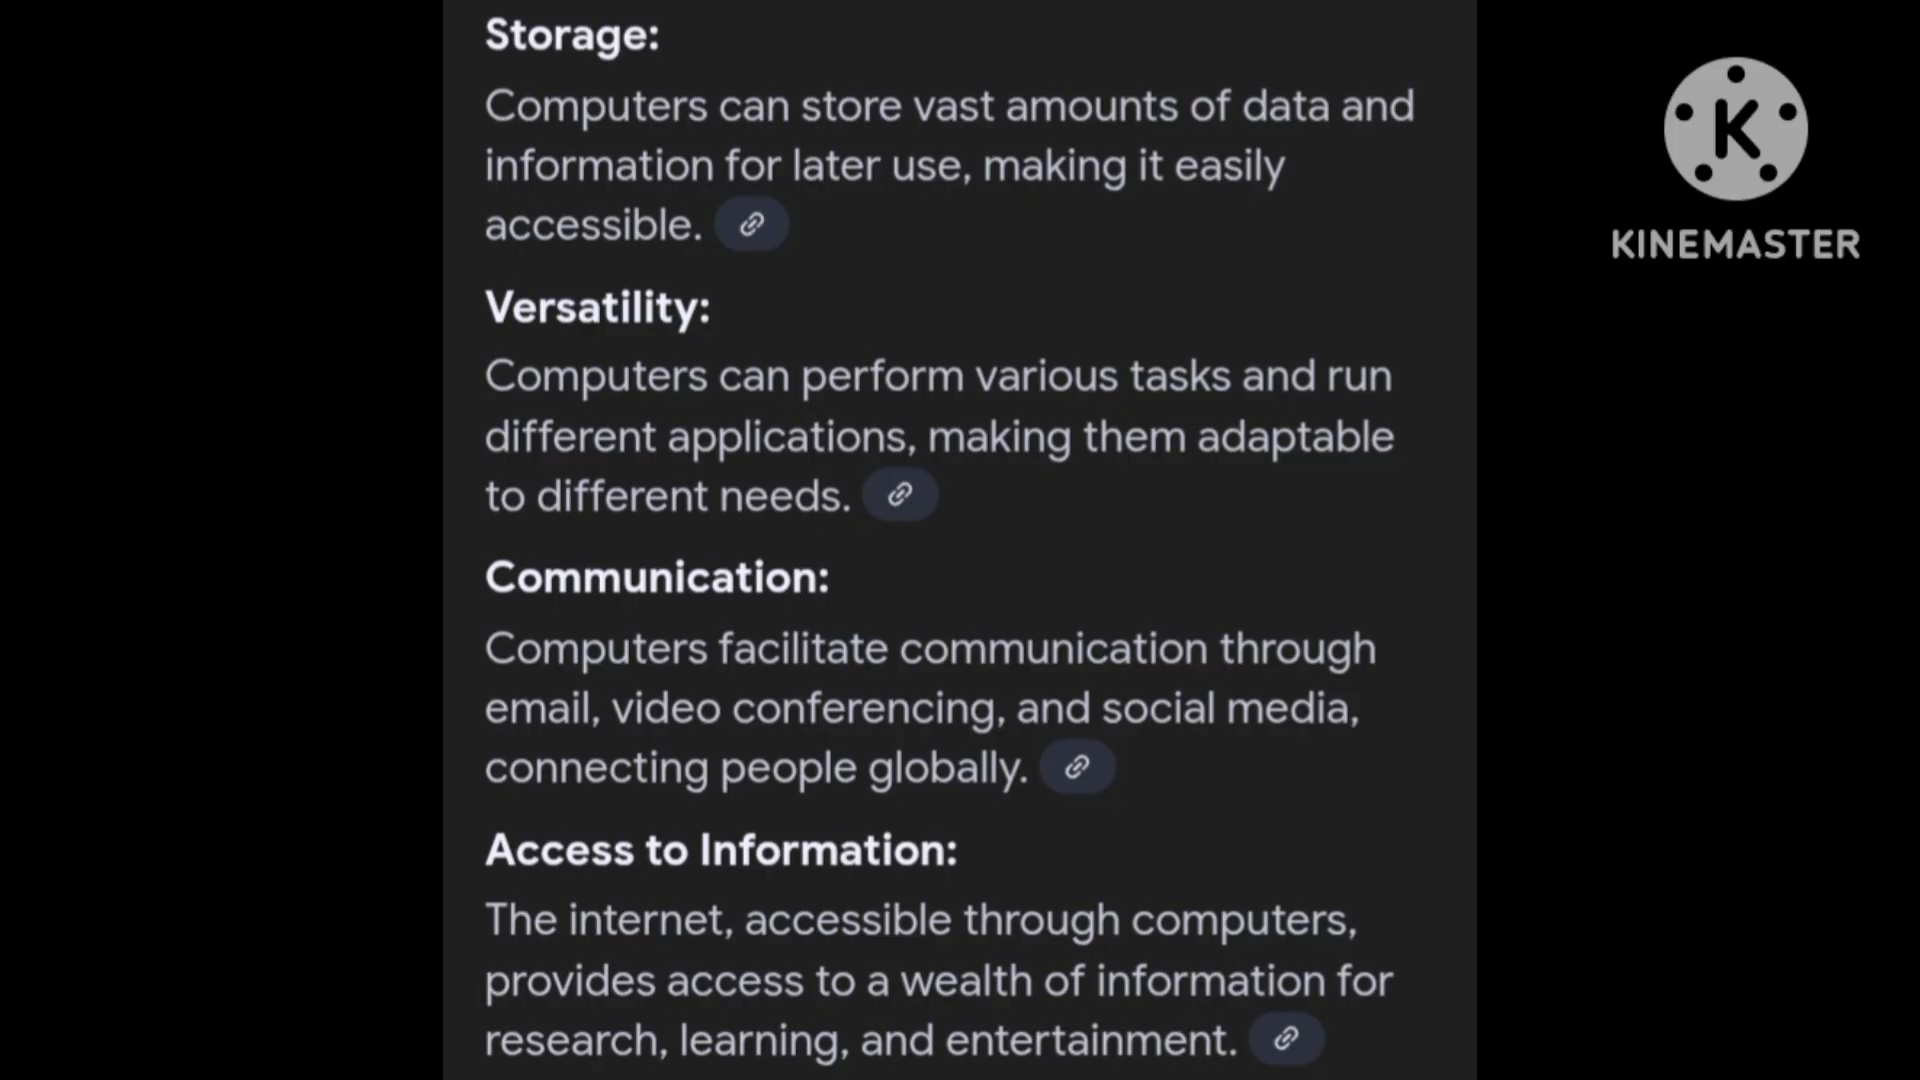 Storage:
Computers can store vast amounts of data and
information for later use, making it easily
accessible.
Versatility:
Computers can perform various tasks and run
different applications, making them adaptable
to different needs.
Communication:
Computers facilitate communication through
email, video conferencing, and social media,
connecting people globally.
Access to Information:
The internet, accessible through computers,
provides access to a wealth of information for
research, learning, and entertainment.
K
KINEMASTER